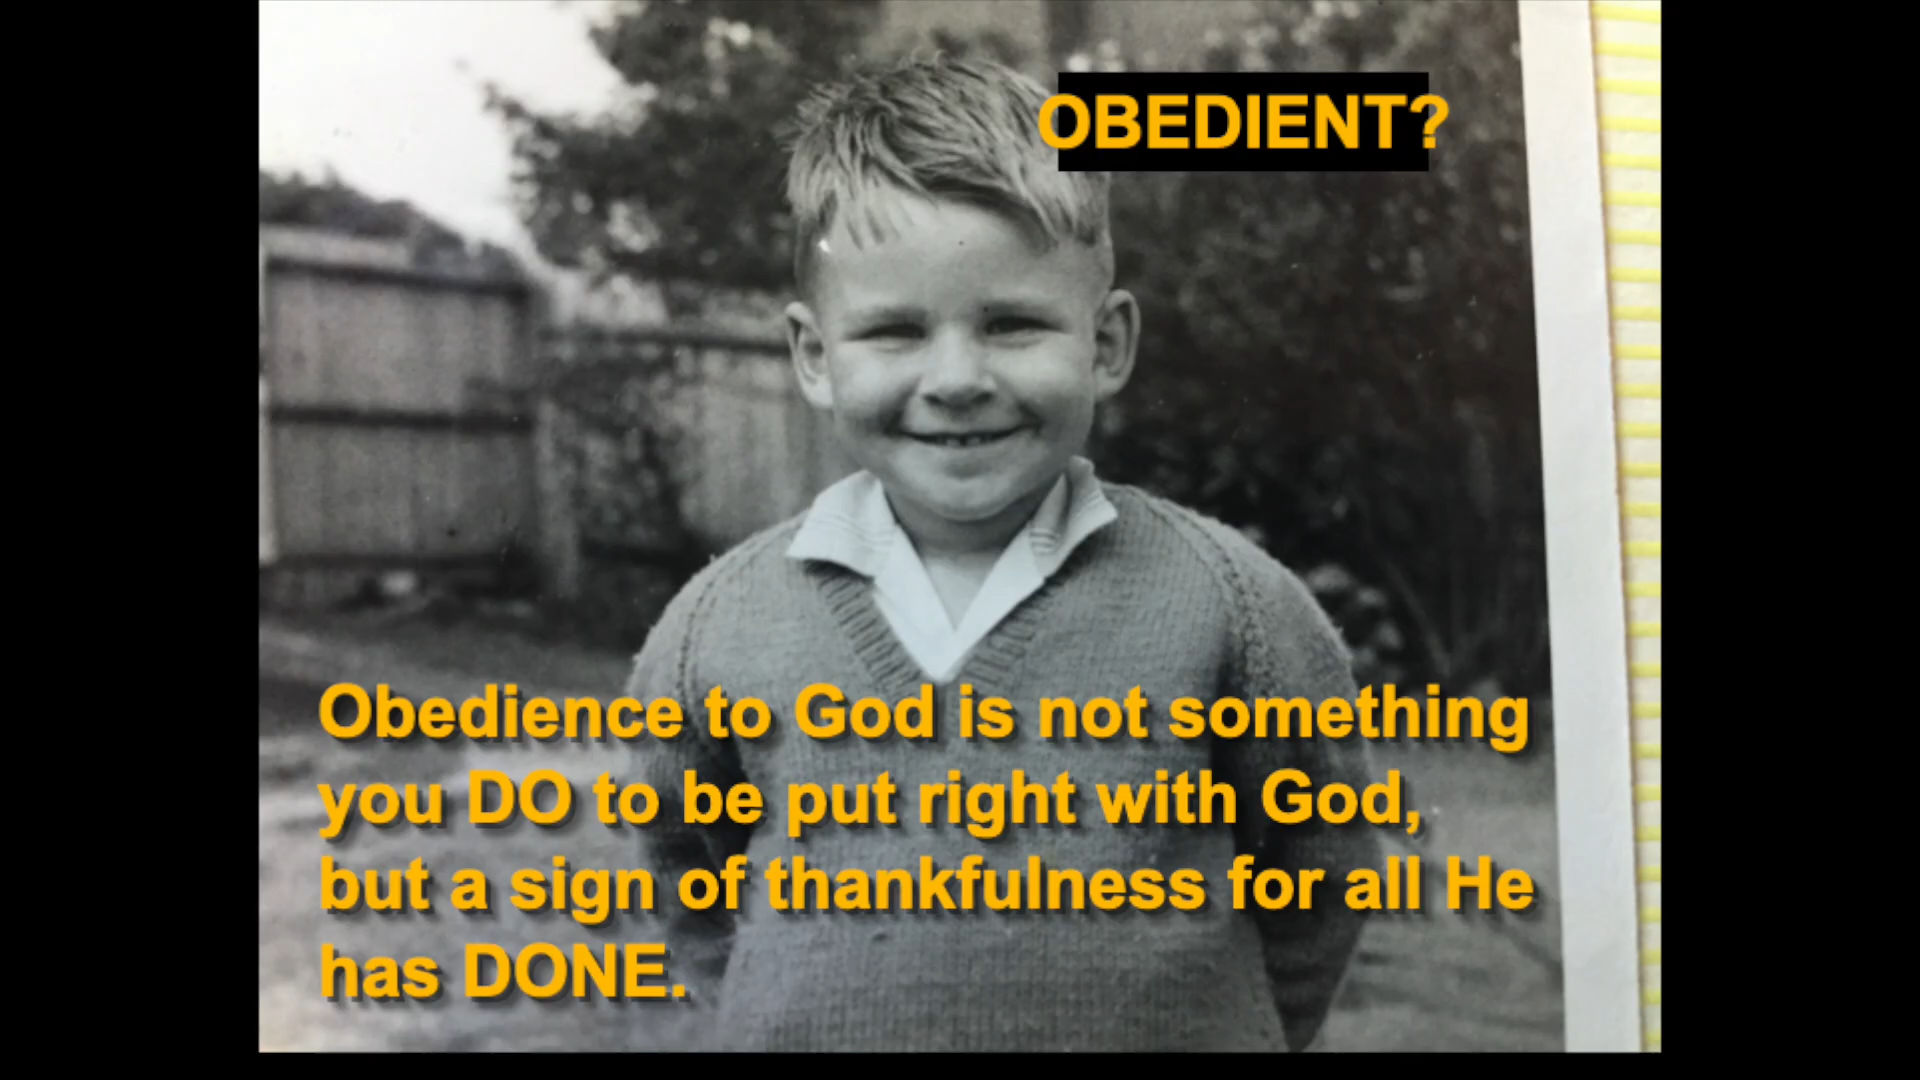 OBEDIENT?
Obedience to God is not something
you DO to be put right with God,
but a sign of thankfulness for all He
has DONE.